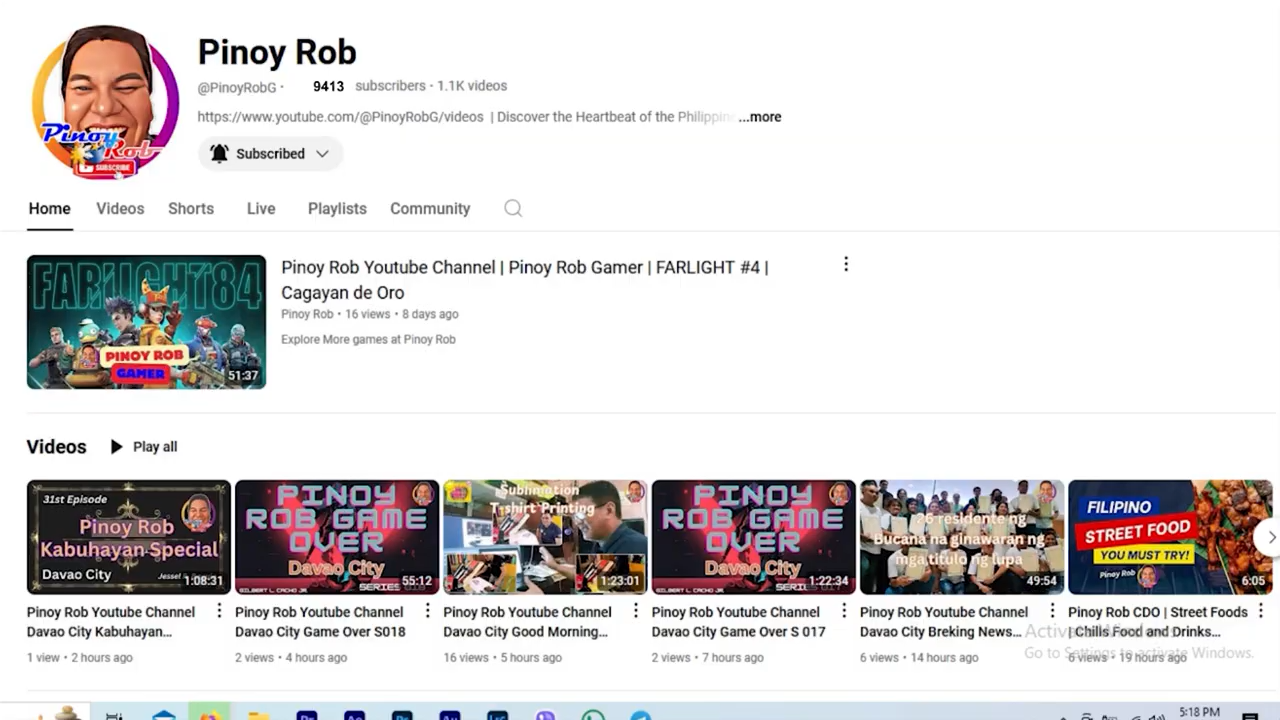 Pinoy Rob
@PinoyRobG · 9413 subscribers · 1.1K videos
https://www.youtube.com/@PinoyRobG/videos | Discover the Heartbeat of the Philippin ...more
Subscribed
Pinoy
Rob
SUBSCRIBE
Home Videos Shorts Live Playlists Community
FARLIGHT84
PINOY ROB
GAMER
51:37
Pinoy Rob Youtube Channel | Pinoy Rob Gamer | FARLIGHT #4 |
Cagayan de Oro
Pinoy Rob · 16 views · 8 days ago
Explore More games at Pinoy Rob
Videos Play all
31st Episode
Pinoy Rob
Kabuhayan Special
Davao City
1:08:31
Pinoy Rob Youtube Channel
Davao City Kabuhayan...
1 view · 2 hours ago
PINOY
ROB GAME
OVER
Davao City
GILBERT L. CACHO JR.
55:12
Pinoy Rob Youtube Channel
Davao City Game Over S018
2 views · 4 hours ago
Sublimation
T-shirt Printing
1:23:01
Pinoy Rob Youtube Channel
Davao City Good Morning...
16 views · 5 hours ago
PINOY
ROB GAME
OVER
Davao City
GILBERT L. CACHO JR.
1:22:34
Pinoy Rob Youtube Channel
Davao City Game Over S 017
2 views · 7 hours ago
26 residente ng
Bucana na ginawaran ng
mga titulo ng lupa
49:54
Pinoy Rob Youtube Channel
Davao City Breking News...
6 views · 14 hours ago
FILIPINO
STREET FOOD
YOU MUST TRY!
Pinoy Rob
6:05
Pinoy Rob CDO | Street Foods
| Chills Food and Drinks...
6 views · 19 hours ago
Activate Windows
Go to Settings to activate Windows.
5:18 PM